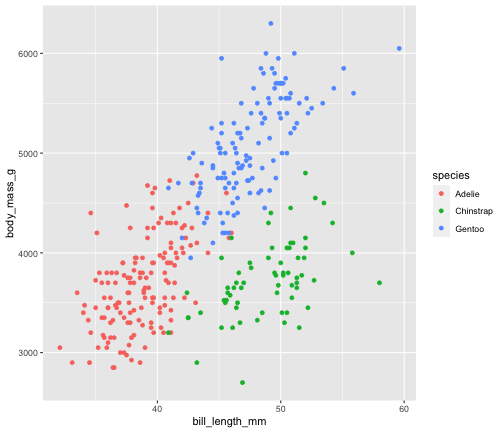 body_mass_g
6000
5000
4000
3000
40
50
60
bill_length_mm
species
Adelie
Chinstrap
Gentoo